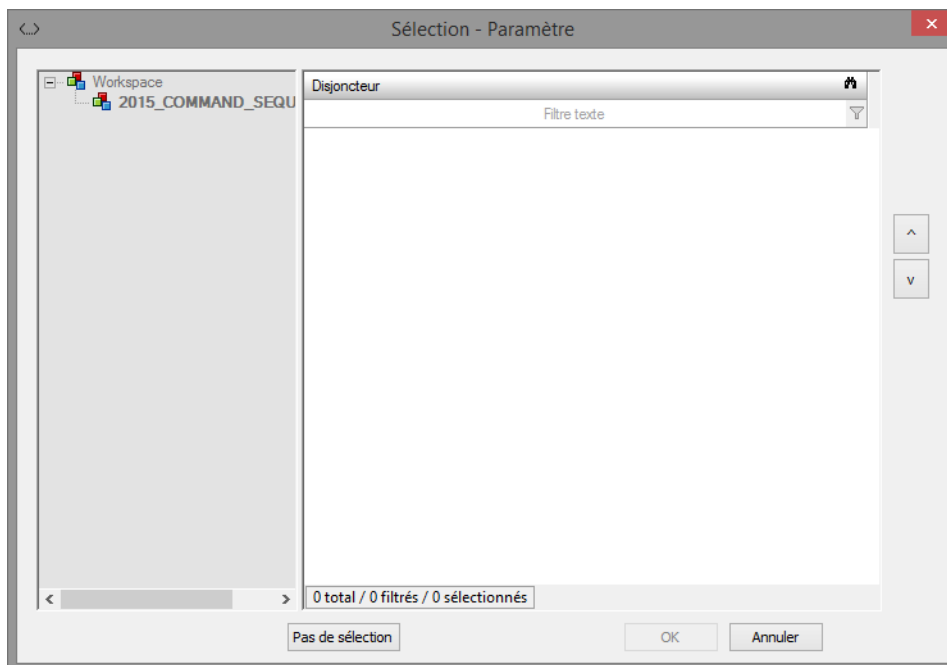 Sélection - Paramètre
Workspace
2015_COMMAND_SEQU
Disjoncteur
Filtre texte
^
v
0 total / 0 filtrés / 0 sélectionnés
Pas de sélection
OK
Annuler